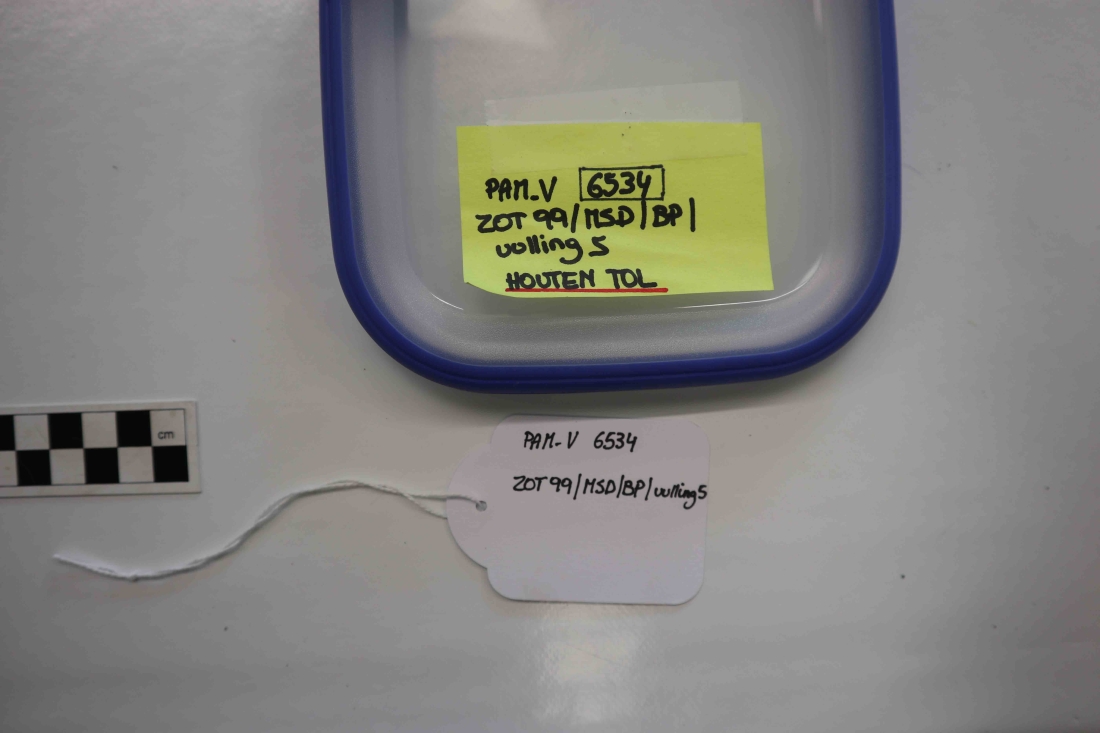 PAM-V 6534
ZOT 99/MSD/BP/
vulling 5
HOUTEN TOL
cm
PAM-V 6534
ZOT 99/MSD/BP/vulling 5